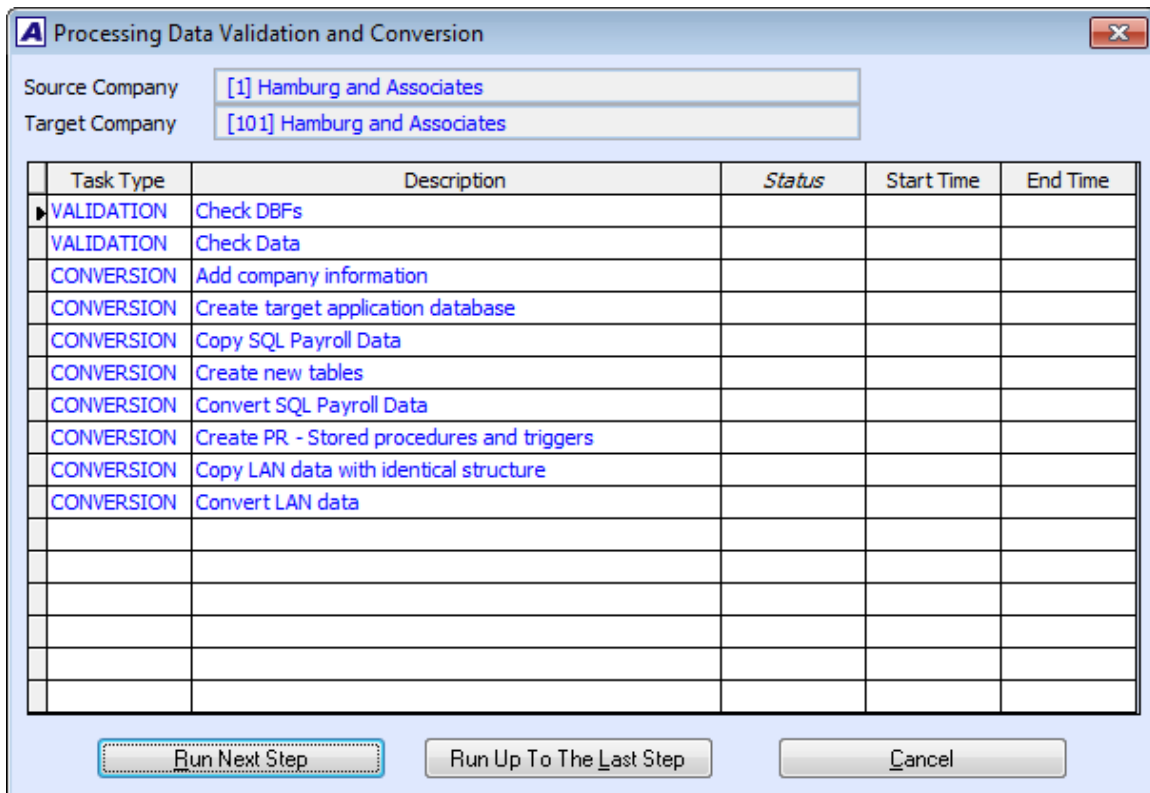 A Processing Data Validation and Conversion
Source Company [1] Hamburg and Associates
Target Company [101] Hamburg and Associates
Task Type Description Status Start Time End Time
VALIDATION Check DBFs
VALIDATION Check Data
CONVERSION Add company information
CONVERSION Create target application database
CONVERSION Copy SQL Payroll Data
CONVERSION Create new tables
CONVERSION Convert SQL Payroll Data
CONVERSION Create PR - Stored procedures and triggers
CONVERSION Copy LAN data with identical structure
CONVERSION Convert LAN data
Run Next Step Run Up To The Last Step Cancel